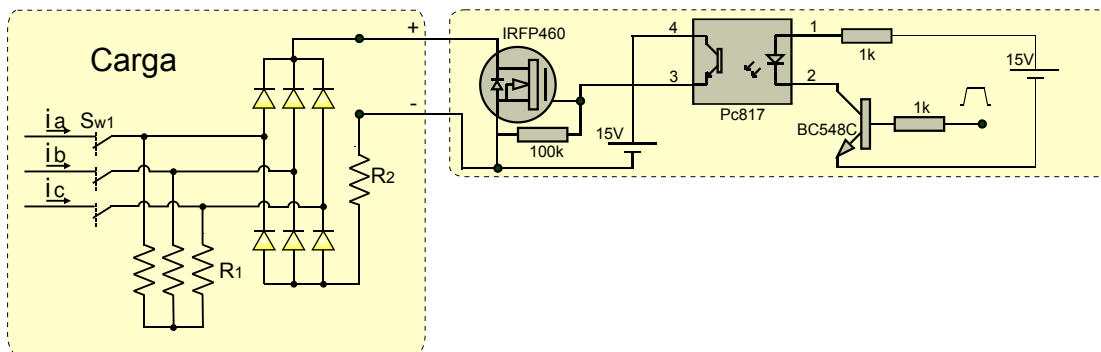 Carga
ia
ib
ic
Sw1
R1
R2
+
-
IRFP460
100k
15V
4
3
Pc817
1
2
1k
15V
BC548C
1k